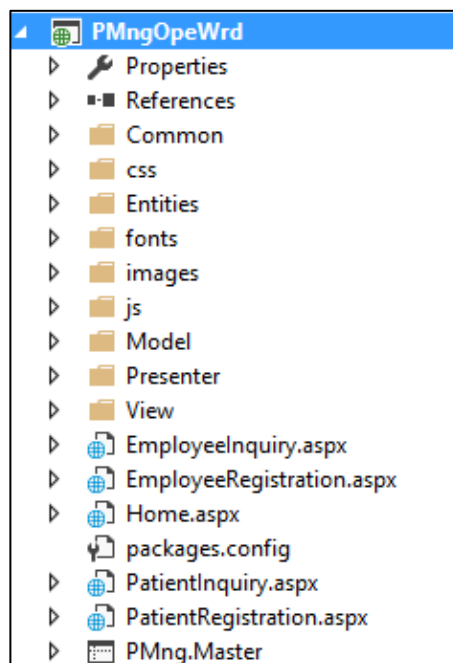 PMngOpeWrd
Properties
References
Common
css
Entities
fonts
images
js
Model
Presenter
View
EmployeeInquiry.aspx
EmployeeRegistration.aspx
Home.aspx
packages.config
PatientInquiry.aspx
PatientRegistration.aspx
PMng.Master